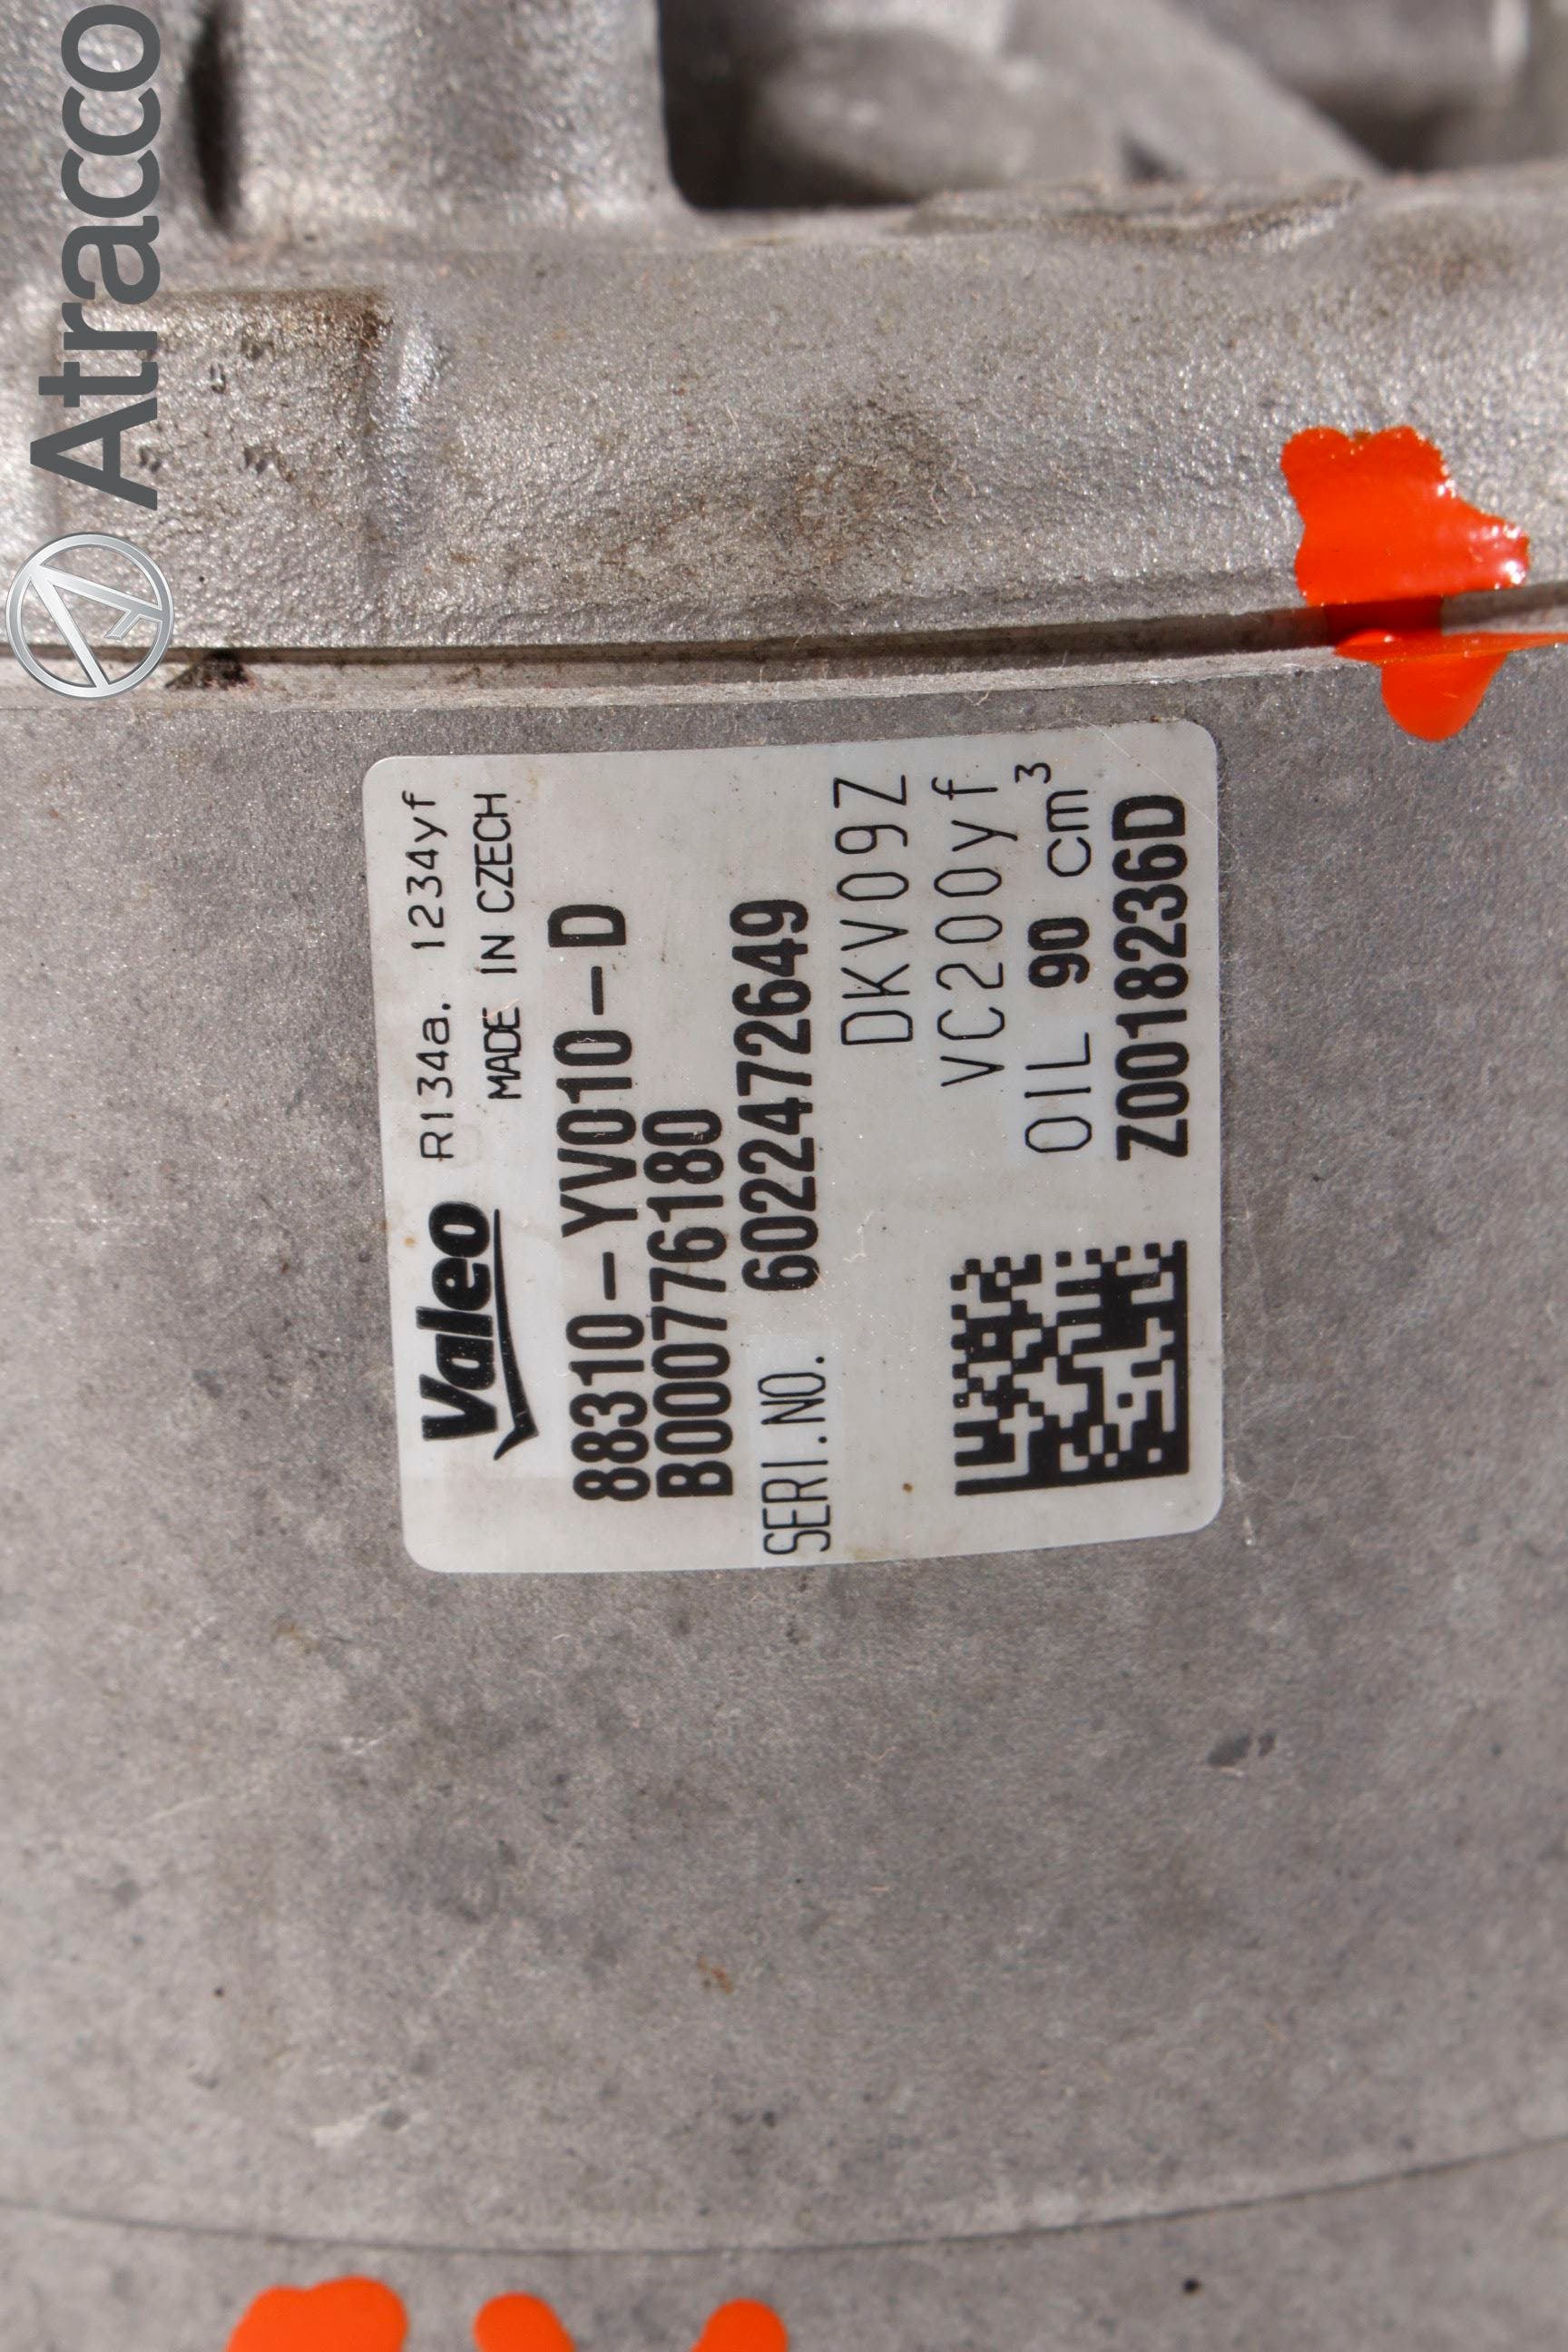 Atracco
Valeo
R134a. 1234yf
MADE IN CZECH
88310-YV010-D
B000776180
SERI.NO. 6022472649
DKV09Z
VC200yf
OIL 90 cm³
Z0018236D